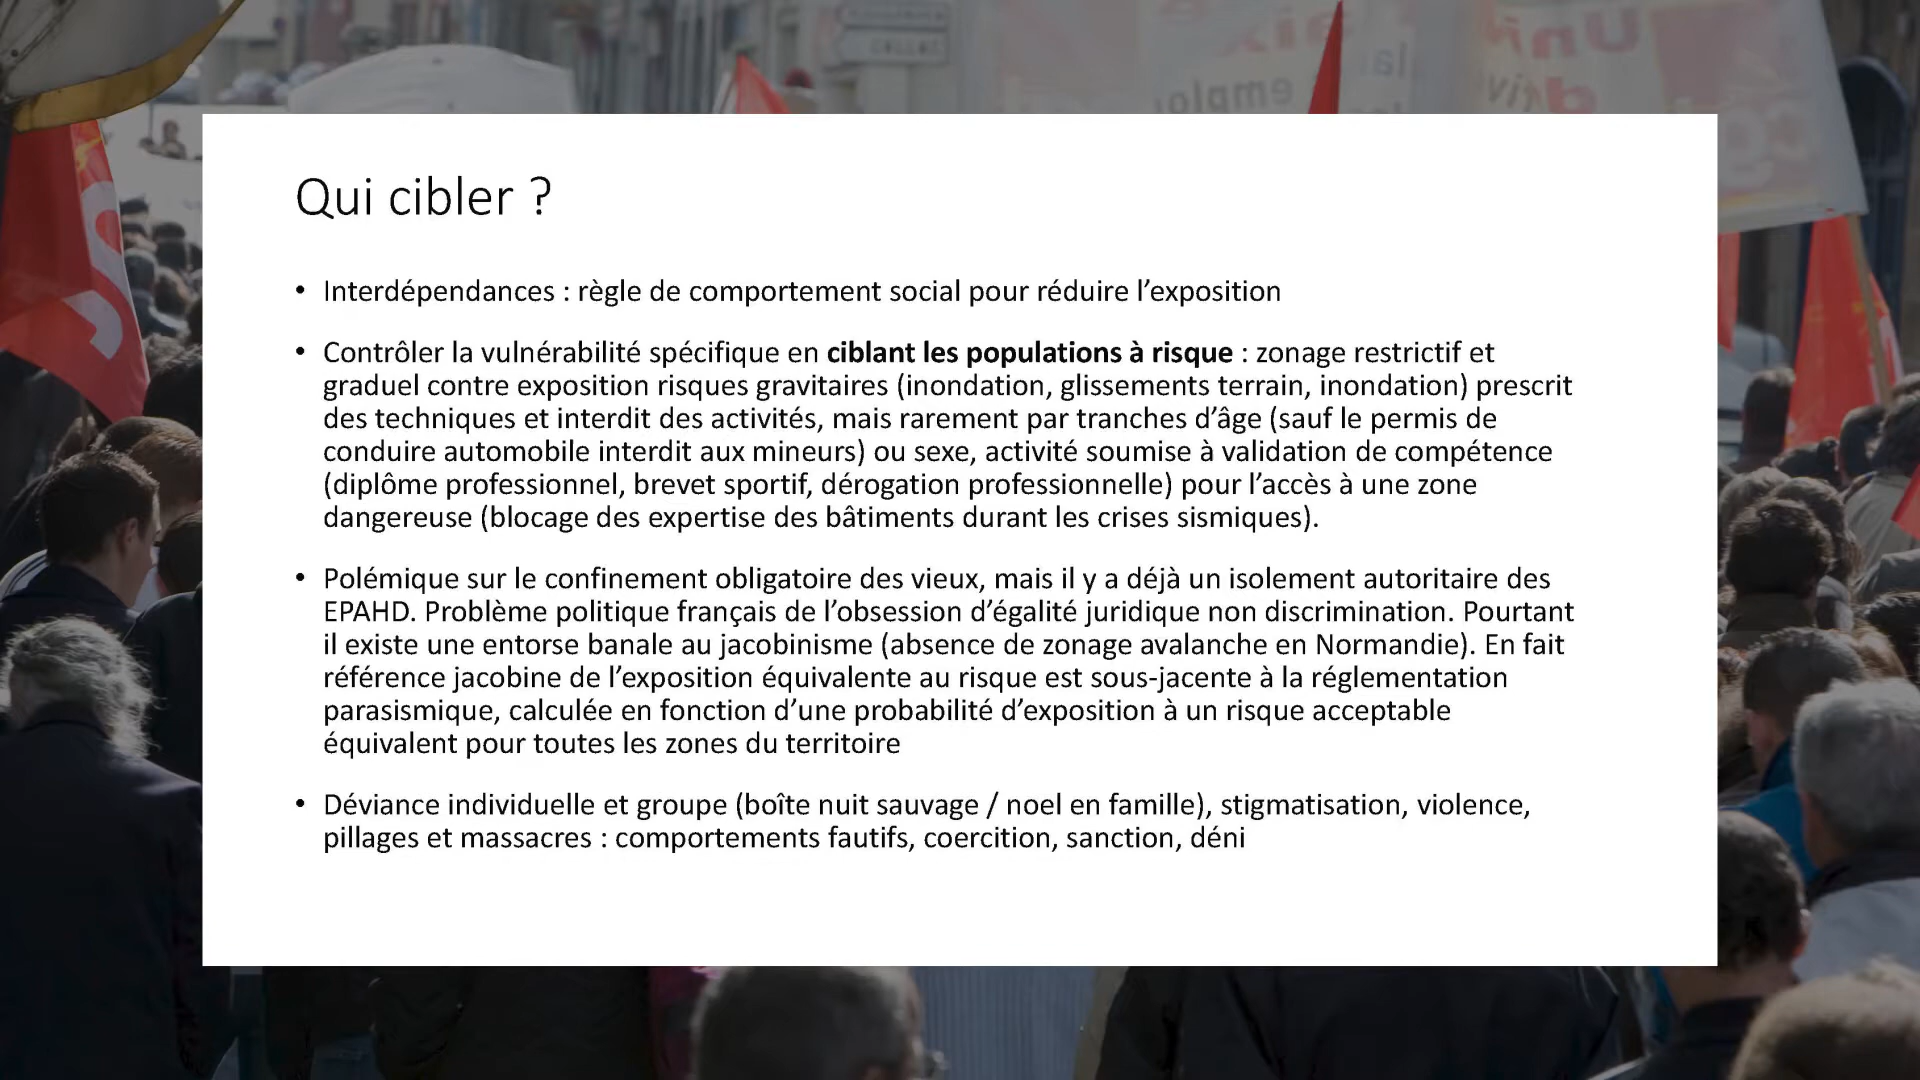 Qui cibler ?
• Interdépendances : règle de comportement social pour réduire l’exposition
• Contrôler la vulnérabilité spécifique en ciblant les populations à risque : zonage restrictif et
graduel contre exposition risques gravitaires (inondation, glissements terrain, inondation) prescrit
des techniques et interdit des activités, mais rarement par tranches d’âge (sauf le permis de
conduire automobile interdit aux mineurs) ou sexe, activité soumise à validation de compétence
(diplôme professionnel, brevet sportif, dérogation professionnelle) pour l’accès à une zone
dangereuse (blocage des expertise des bâtiments durant les crises sismiques).
• Polémique sur le confinement obligatoire des vieux, mais il y a déjà un isolement autoritaire des
EPAHD. Problème politique français de l’obsession d’égalité juridique non discrimination. Pourtant
il existe une entorse banale au jacobinisme (absence de zonage avalanche en Normandie). En fait
référence jacobine de l’exposition équivalente au risque est sous-jacente à la réglementation
parasismique, calculée en fonction d’une probabilité d’exposition à un risque acceptable
équivalent pour toutes les zones du territoire
• Déviance individuelle et groupe (boîte nuit sauvage / noel en famille), stigmatisation, violence,
pillages et massacres : comportements fautifs, coercition, sanction, déni